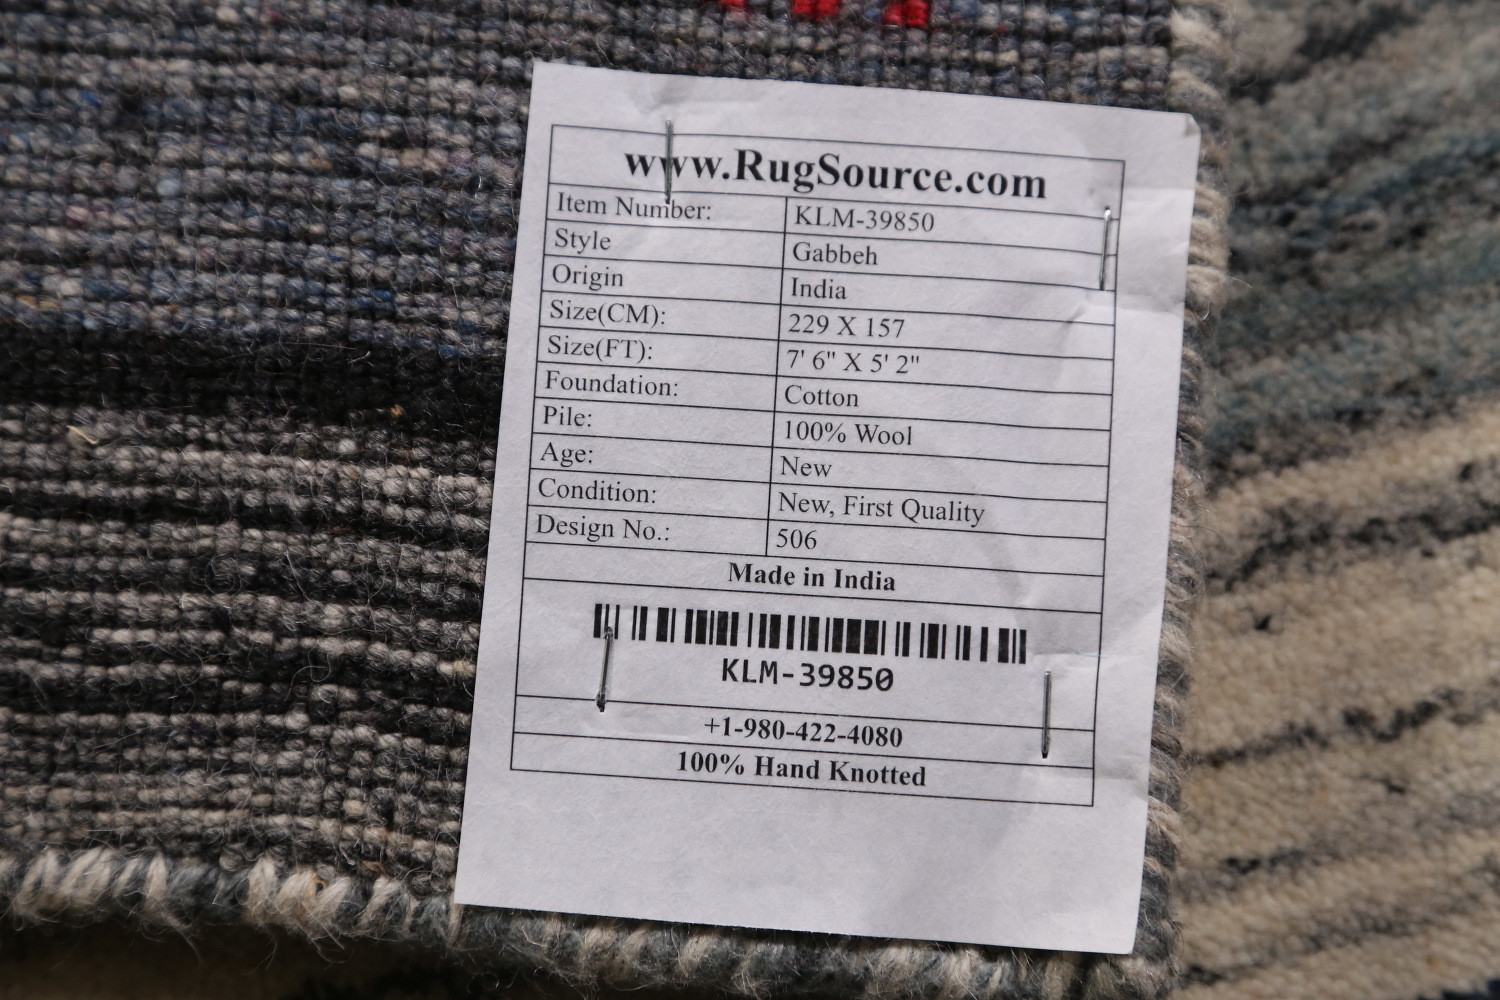 www.RugSource.com
Item Number: KLM-39850
Style Gabbeh
Origin India
Size(CM): 229 X 157
Size(FT): 7' 6" X 5' 2"
Foundation: Cotton
Pile: 100% Wool
Age: New
Condition: New, First Quality
Design No.: 506
Made in India
KLM-39850
+1-980-422-4080
100% Hand Knotted